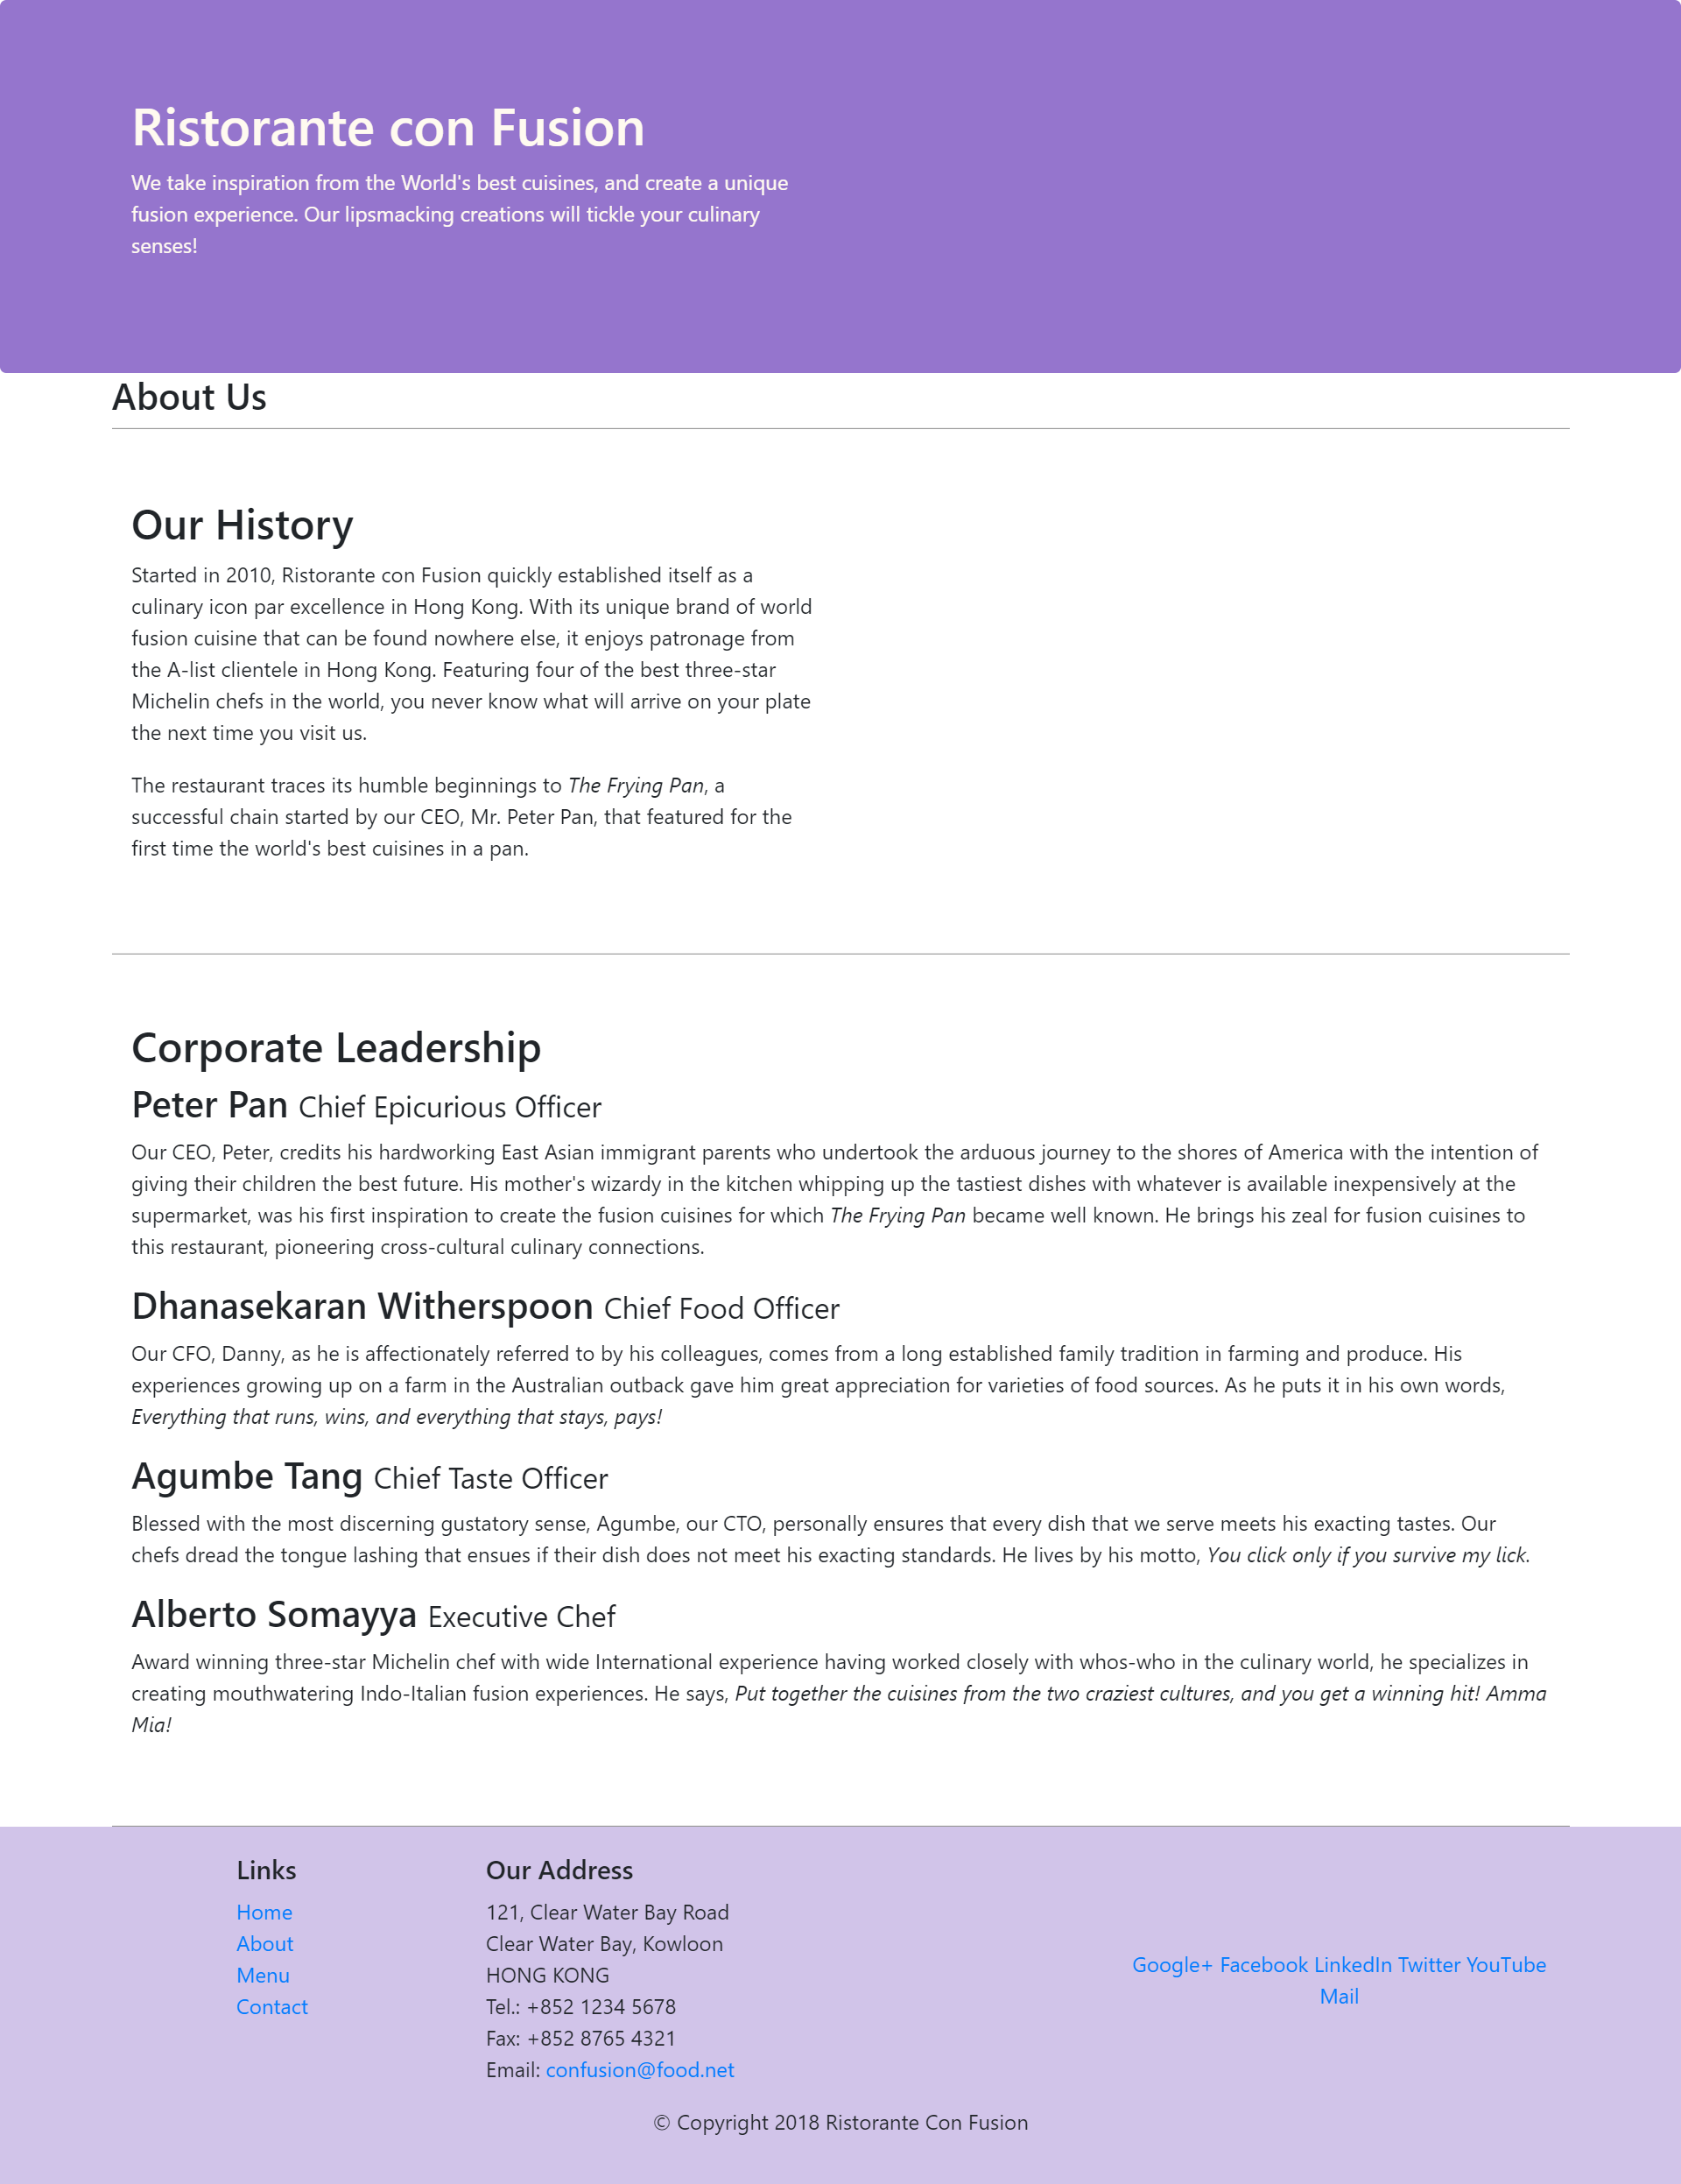 Ristorante con Fusion
We take inspiration from the World's best cuisines, and create a unique
fusion experience. Our lipsmacking creations will tickle your culinary
senses!
About Us
Our History
Started in 2010, Ristorante con Fusion quickly established itself as a
culinary icon par excellence in Hong Kong. With its unique brand of world
fusion cuisine that can be found nowhere else, it enjoys patronage from
the A-list clientele in Hong Kong. Featuring four of the best three-star
Michelin chefs in the world, you never know what will arrive on your plate
the next time you visit us.
The restaurant traces its humble beginnings to The Frying Pan, a
successful chain started by our CEO, Mr. Peter Pan, that featured for the
first time the world's best cuisines in a pan.
Corporate Leadership
Peter Pan Chief Epicurious Officer
Our CEO, Peter, credits his hardworking East Asian immigrant parents who undertook the arduous journey to the shores of America with the intention of
giving their children the best future. His mother's wizardy in the kitchen whipping up the tastiest dishes with whatever is available inexpensively at the
supermarket, was his first inspiration to create the fusion cuisines for which The Frying Pan became well known. He brings his zeal for fusion cuisines to
this restaurant, pioneering cross-cultural culinary connections.
Dhanasekaran Witherspoon Chief Food Officer
Our CFO, Danny, as he is affectionately referred to by his colleagues, comes from a long established family tradition in farming and produce. His
experiences growing up on a farm in the Australian outback gave him great appreciation for varieties of food sources. As he puts it in his own words,
Everything that runs, wins, and everything that stays, pays!
Agumbe Tang Chief Taste Officer
Blessed with the most discerning gustatory sense, Agumbe, our CTO, personally ensures that every dish that we serve meets his exacting tastes. Our
chefs dread the tongue lashing that ensues if their dish does not meet his exacting standards. He lives by his motto, You click only if you survive my lick.
Alberto Somayya Executive Chef
Award winning three-star Michelin chef with wide International experience having worked closely with whos-who in the culinary world, he specializes in
creating mouthwatering Indo-Italian fusion experiences. He says, Put together the cuisines from the two craziest cultures, and you get a winning hit! Amma
Mia!
Links
Home
About
Menu
Contact
Our Address
121, Clear Water Bay Road
Clear Water Bay, Kowloon
HONG KONG
Tel.: +852 1234 5678
Fax: +852 8765 4321
Email: confusion@food.net
Google+ Facebook LinkedIn Twitter YouTube
Mail
© Copyright 2018 Ristorante Con Fusion